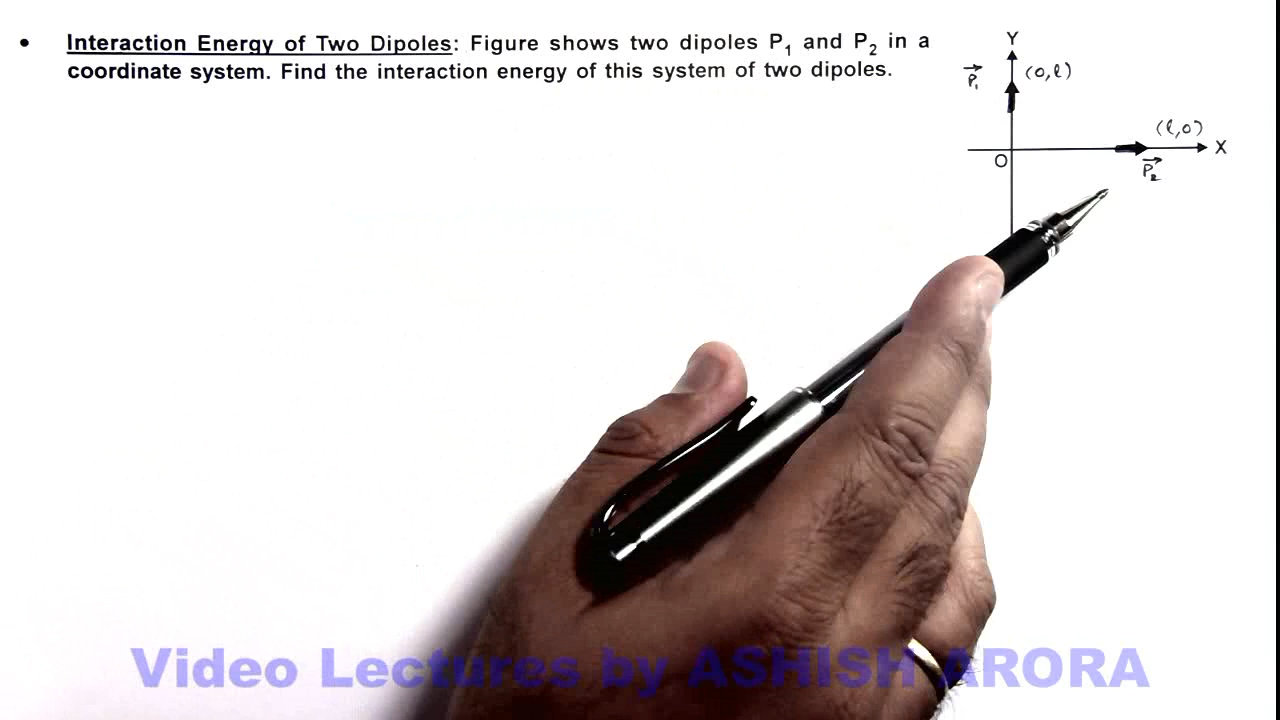 • Interaction Energy of Two Dipoles: Figure shows two dipoles P₁ and P₂ in a
coordinate system. Find the interaction energy of this system of two dipoles.
Y
P₁
(0,l)
(l,0)
X
O
P₂
Video Lectures by ASHISH ARORA